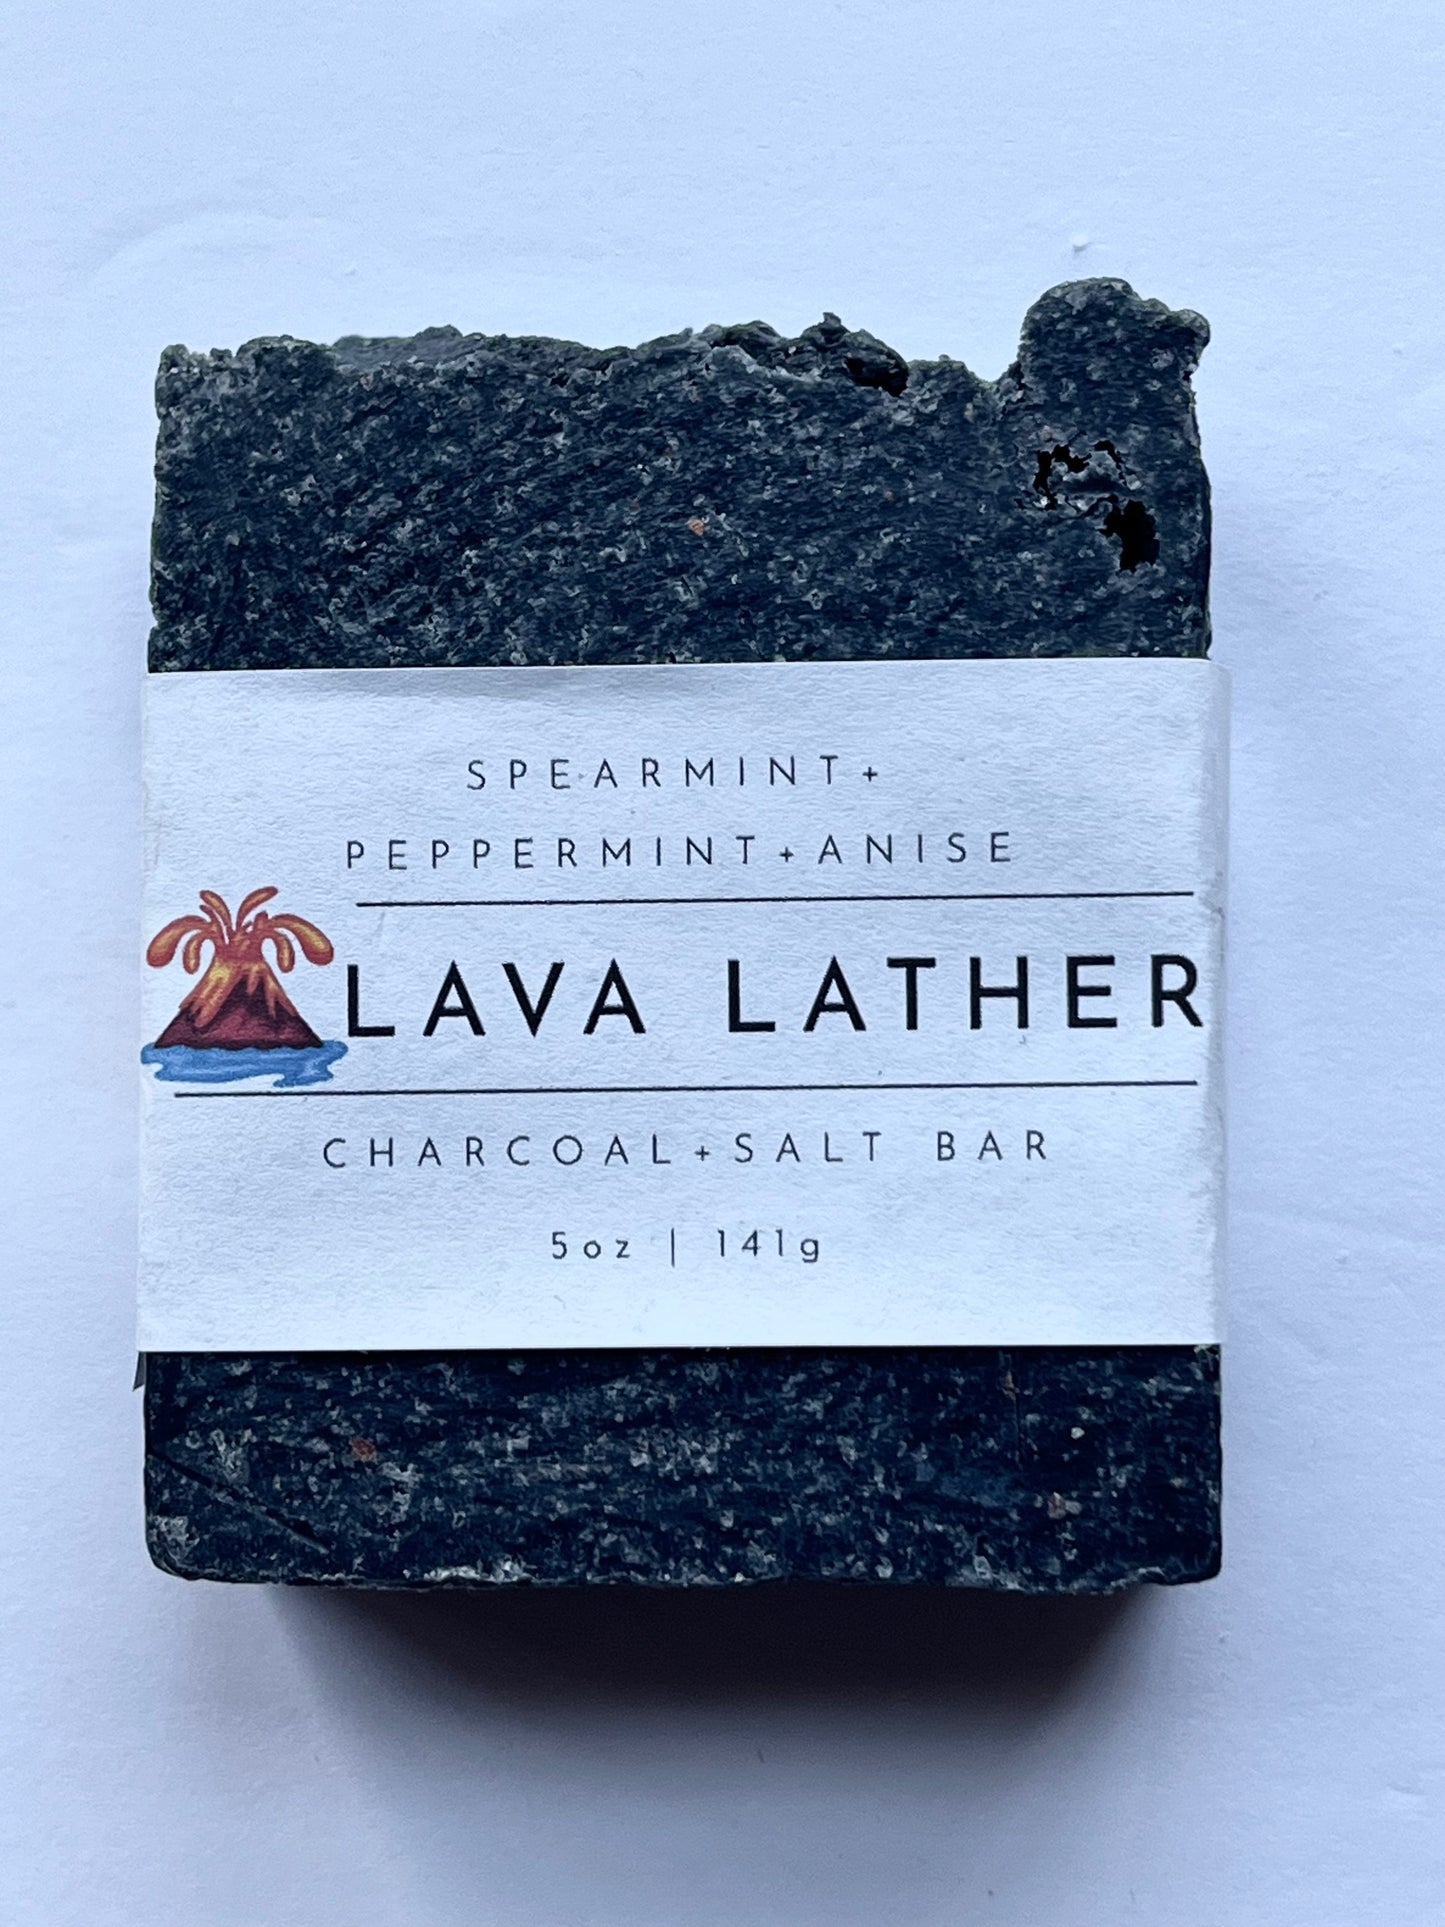 SPEARMINT+
PEPPERMINT+ANISE
LAVA LATHER
CHARCOAL+SALT BAR
5oz | 141g